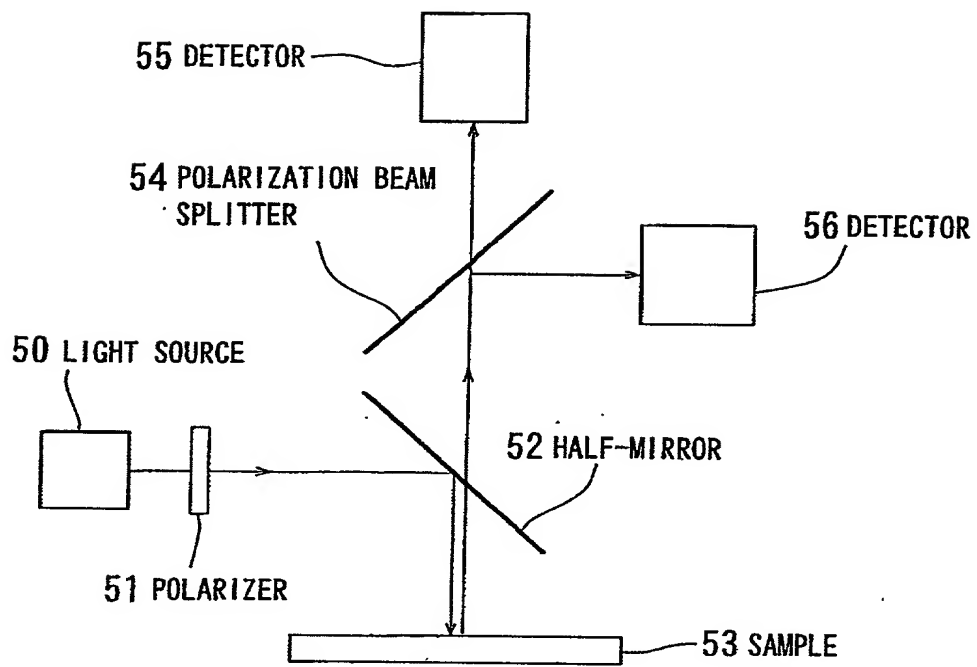 55 DETECTOR
54 POLARIZATION BEAM
SPLITTER
56 DETECTOR
50 LIGHT SOURCE
52 HALF-MIRROR
51 POLARIZER
53 SAMPLE